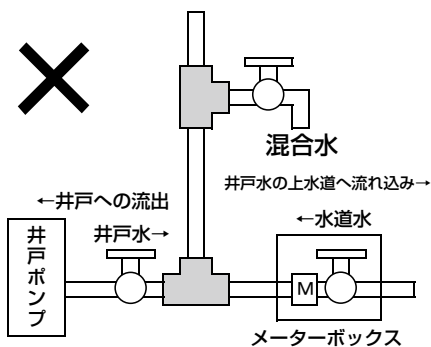 混合水
井戸水の上水道へ流れ込み→
←井戸への流出
←水道水
井戸水→
井戸ポンプ
M
メーターボックス